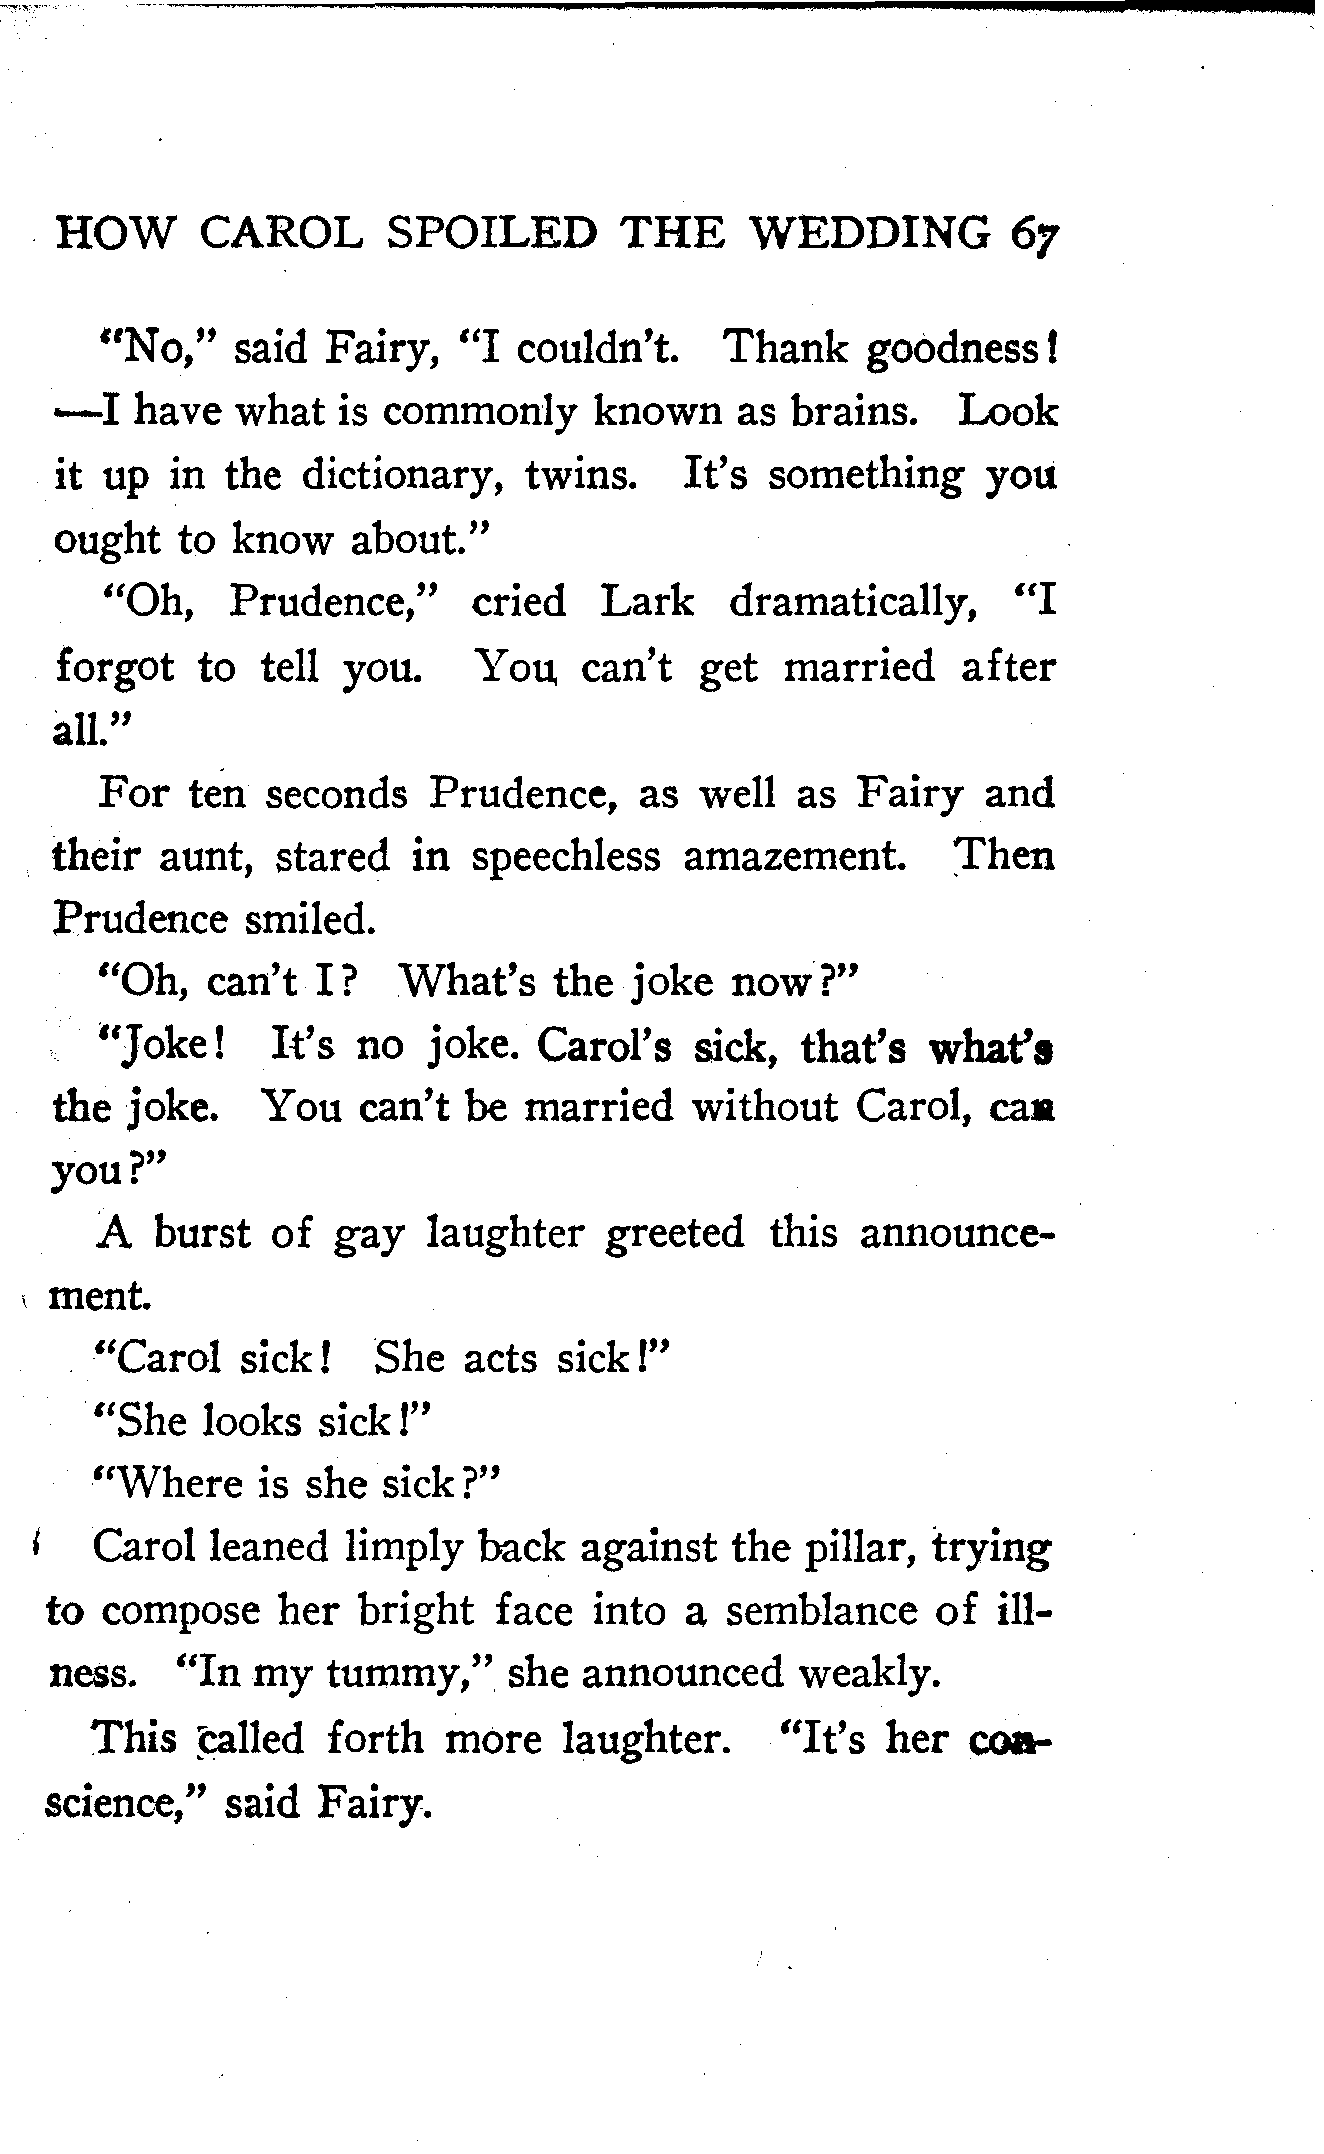 HOW CAROL SPOILED THE WEDDING 67
"No," said Fairy, "I couldn't. Thank goodness!
—I have what is commonly known as brains. Look
it up in the dictionary, twins. It's something you
ought to know about."
"Oh, Prudence," cried Lark dramatically, "I
forgot to tell you. You can't get married after
all."
For ten seconds Prudence, as well as Fairy and
their aunt, stared in speechless amazement. Then
Prudence smiled.
"Oh, can't I? What's the joke now?"
"Joke! It's no joke. Carol's sick, that's what's
the joke. You can't be married without Carol, can
you?"
A burst of gay laughter greeted this announce-
ment.
"Carol sick! She acts sick!"
"She looks sick!"
"Where is she sick?"
Carol leaned limply back against the pillar, trying
to compose her bright face into a semblance of ill-
ness. "In my tummy," she announced weakly.
This called forth more laughter. "It's her con-
science," said Fairy.